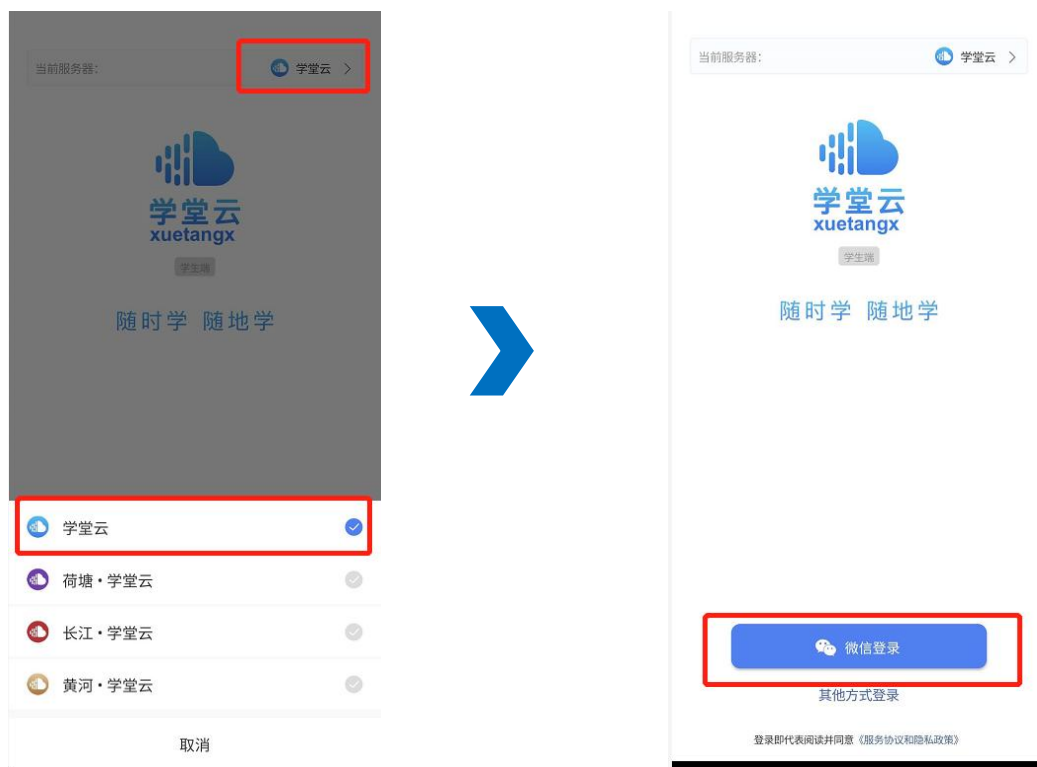 当前服务器:
学堂云
学堂云
xuetangx
学生端
随时学 随地学
学堂云
荷塘・学堂云
长江・学堂云
黄河・学堂云
取消
当前服务器:
学堂云
学堂云
xuetangx
学生端
随时学 随地学
微信登录
其他方式登录
登录即代表阅读并同意《服务协议和隐私政策》